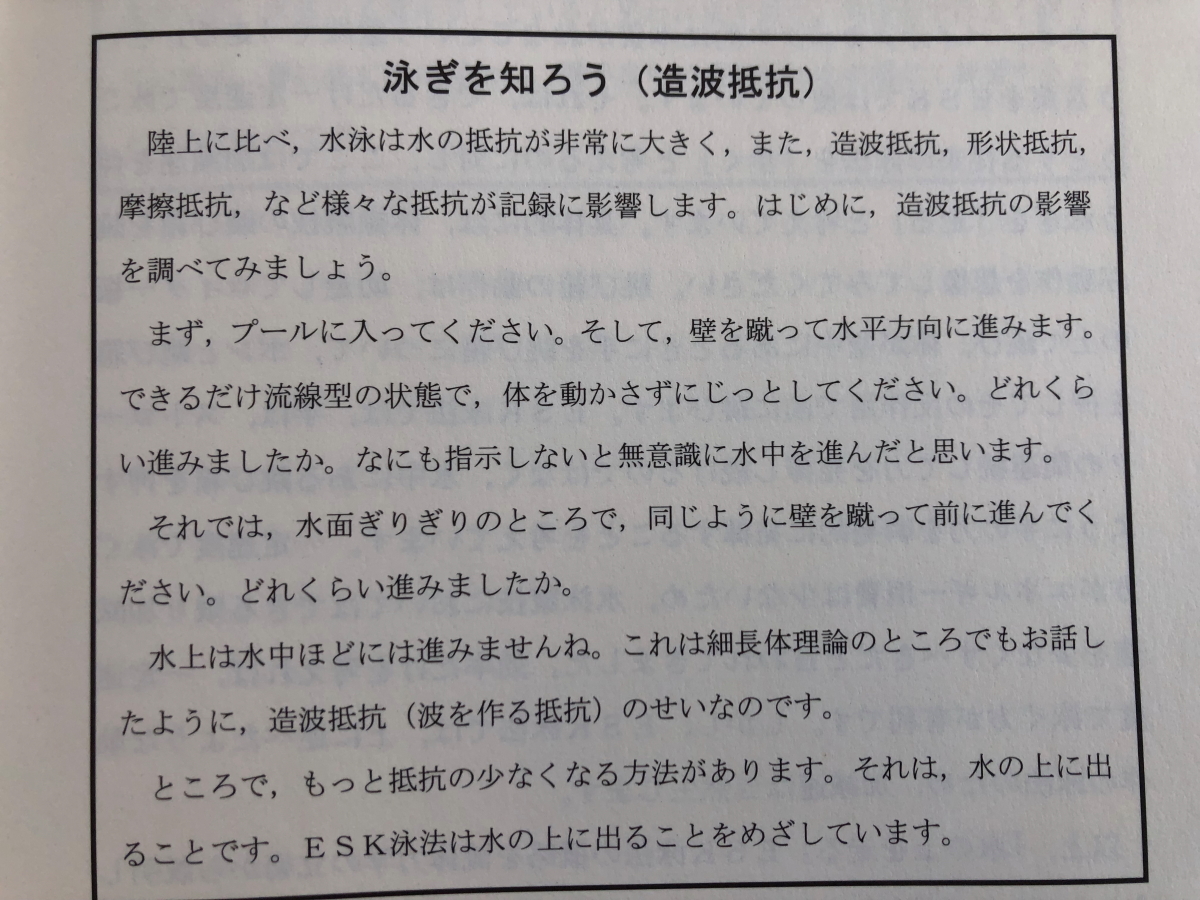 泳ぎを知ろう（造波抵抗）
陸上に比べ，水泳は水の抵抗が非常に大きく，また，造波抵抗，形状抵抗，
摩擦抵抗，など様々な抵抗が記録に影響します。はじめに，造波抵抗の影響
を調べてみましょう。
まず，プールに入ってください。そして，壁を蹴って水平方向に進みます。
できるだけ流線型の状態で，体を動かさずにじっとしてください。どれくら
い進みましたか。なにも指示しないと無意識に水中を進んだと思います。
それでは，水面ぎりぎりのところで，同じように壁を蹴って前に進んでく
ださい。どれくらい進みましたか。
水上は水中ほどには進みませんね。これは細長体理論のところでもお話し
たように，造波抵抗（波を作る抵抗）のせいなのです。
ところで，もっと抵抗の少なくなる方法があります。それは，水の上に出
ることです。ＥＳＫ泳法は水の上に出ることをめざしています。